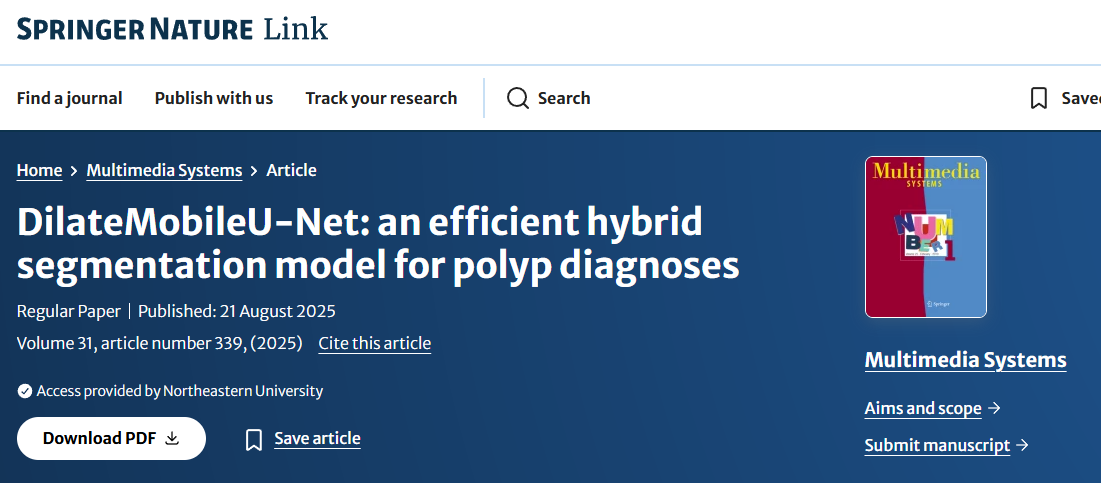 SPRINGER NATURE Link
Find a journal Publish with us Track your research Search Save
Home > Multimedia Systems > Article
DilateMobileU-Net: an efficient hybrid
segmentation model for polyp diagnoses
Regular Paper | Published: 21 August 2025
Volume 31, article number 339, (2025) Cite this article
Access provided by Northeastern University
Download PDF
Save article
Multimedia
SYSTEMS
NUM
BER1
Springer
Multimedia Systems
Aims and scope →
Submit manuscript →